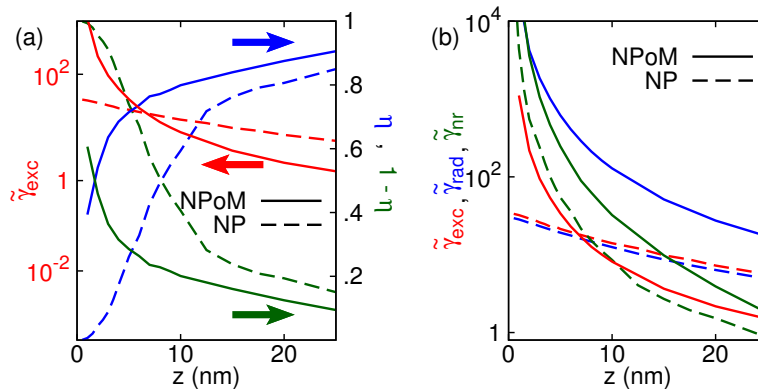 (a)
10²
1
10⁻²
γ̃exc
1
.8
.6
.4
.2
η , 1 - η
NPoM
NP
0
10
20
z (nm)
(b)
10⁴
10²
1
γ̃exc , γ̃rad , γ̃nr
NPoM
NP
0
10
20
z (nm)